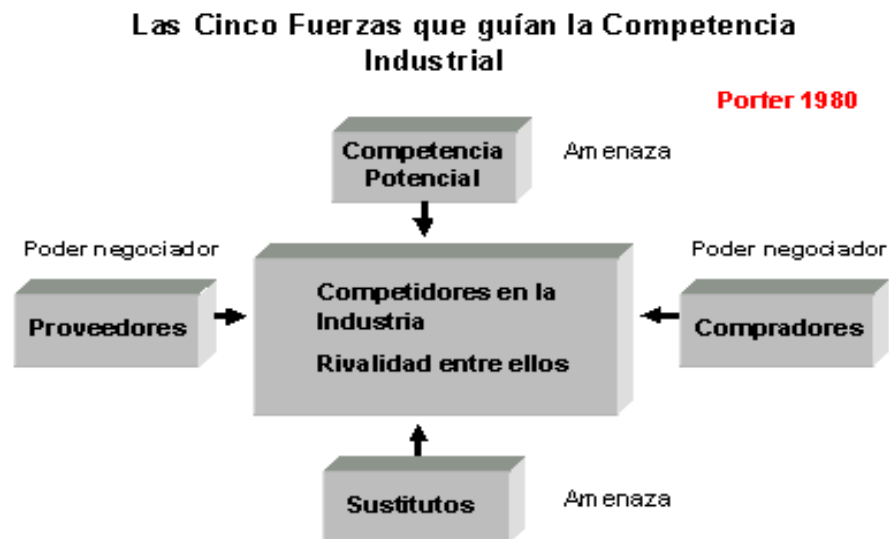 Las Cinco Fuerzas que guían la Competencia
Industrial
Porter 1980
Competencia
Potencial
Amenaza
Poder negociador
Poder negociador
Proveedores
Competidores en la
Industria
Rivalidad entre ellos
Compradores
Sustitutos
Amenaza